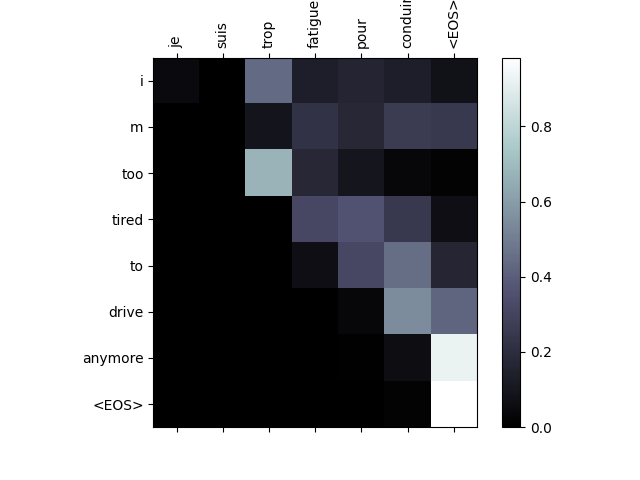 je suis trop fatigue pour conduir <EOS>
i
m
too
tired
to
drive
anymore
<EOS>
0.8
0.6
0.4
0.2
0.0